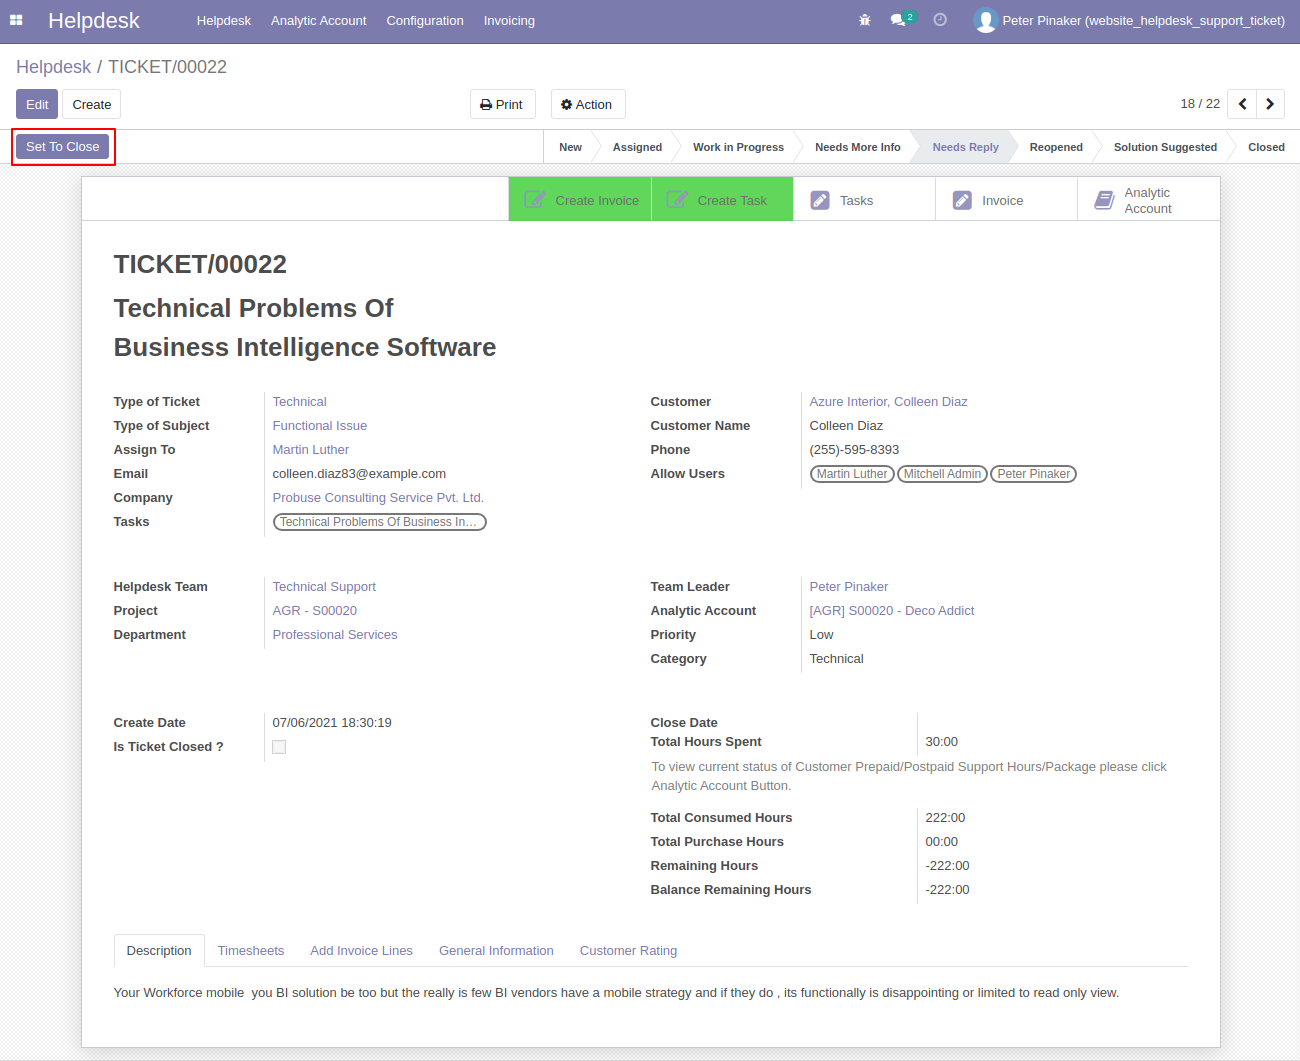 Helpdesk Helpdesk Analytic Account Configuration Invoicing 2 Peter Pinaker (website_helpdesk_support_ticket)
Helpdesk / TICKET/00022
Edit Create Print Action 18 / 22
Set To Close New Assigned Work in Progress Needs More Info Needs Reply Reopened Solution Suggested Closed
Create Invoice Create Task Tasks Invoice Analytic
Account
TICKET/00022
Technical Problems Of
Business Intelligence Software
Type of Ticket Technical Customer Azure Interior, Colleen Diaz
Type of Subject Functional Issue Customer Name Colleen Diaz
Assign To Martin Luther Phone (255)-595-8393
Email colleen.diaz83@example.com Allow Users Martin Luther Mitchell Admin Peter Pinaker
Company Probuse Consulting Service Pvt. Ltd.
Tasks Technical Problems Of Business In...
Helpdesk Team Technical Support Team Leader Peter Pinaker
Project AGR - S00020 Analytic Account [AGR] S00020 - Deco Addict
Department Professional Services Priority Low
Category Technical
Create Date 07/06/2021 18:30:19 Close Date
Is Ticket Closed ? Total Hours Spent 30:00
To view current status of Customer Prepaid/Postpaid Support Hours/Package please click
Analytic Account Button.
Total Consumed Hours 222:00
Total Purchase Hours 00:00
Remaining Hours -222:00
Balance Remaining Hours -222:00
Description Timesheets Add Invoice Lines General Information Customer Rating
Your Workforce mobile  you BI solution be too but the really is few BI vendors have a mobile strategy and if they do , its functionally is disappointing or limited to read only view.